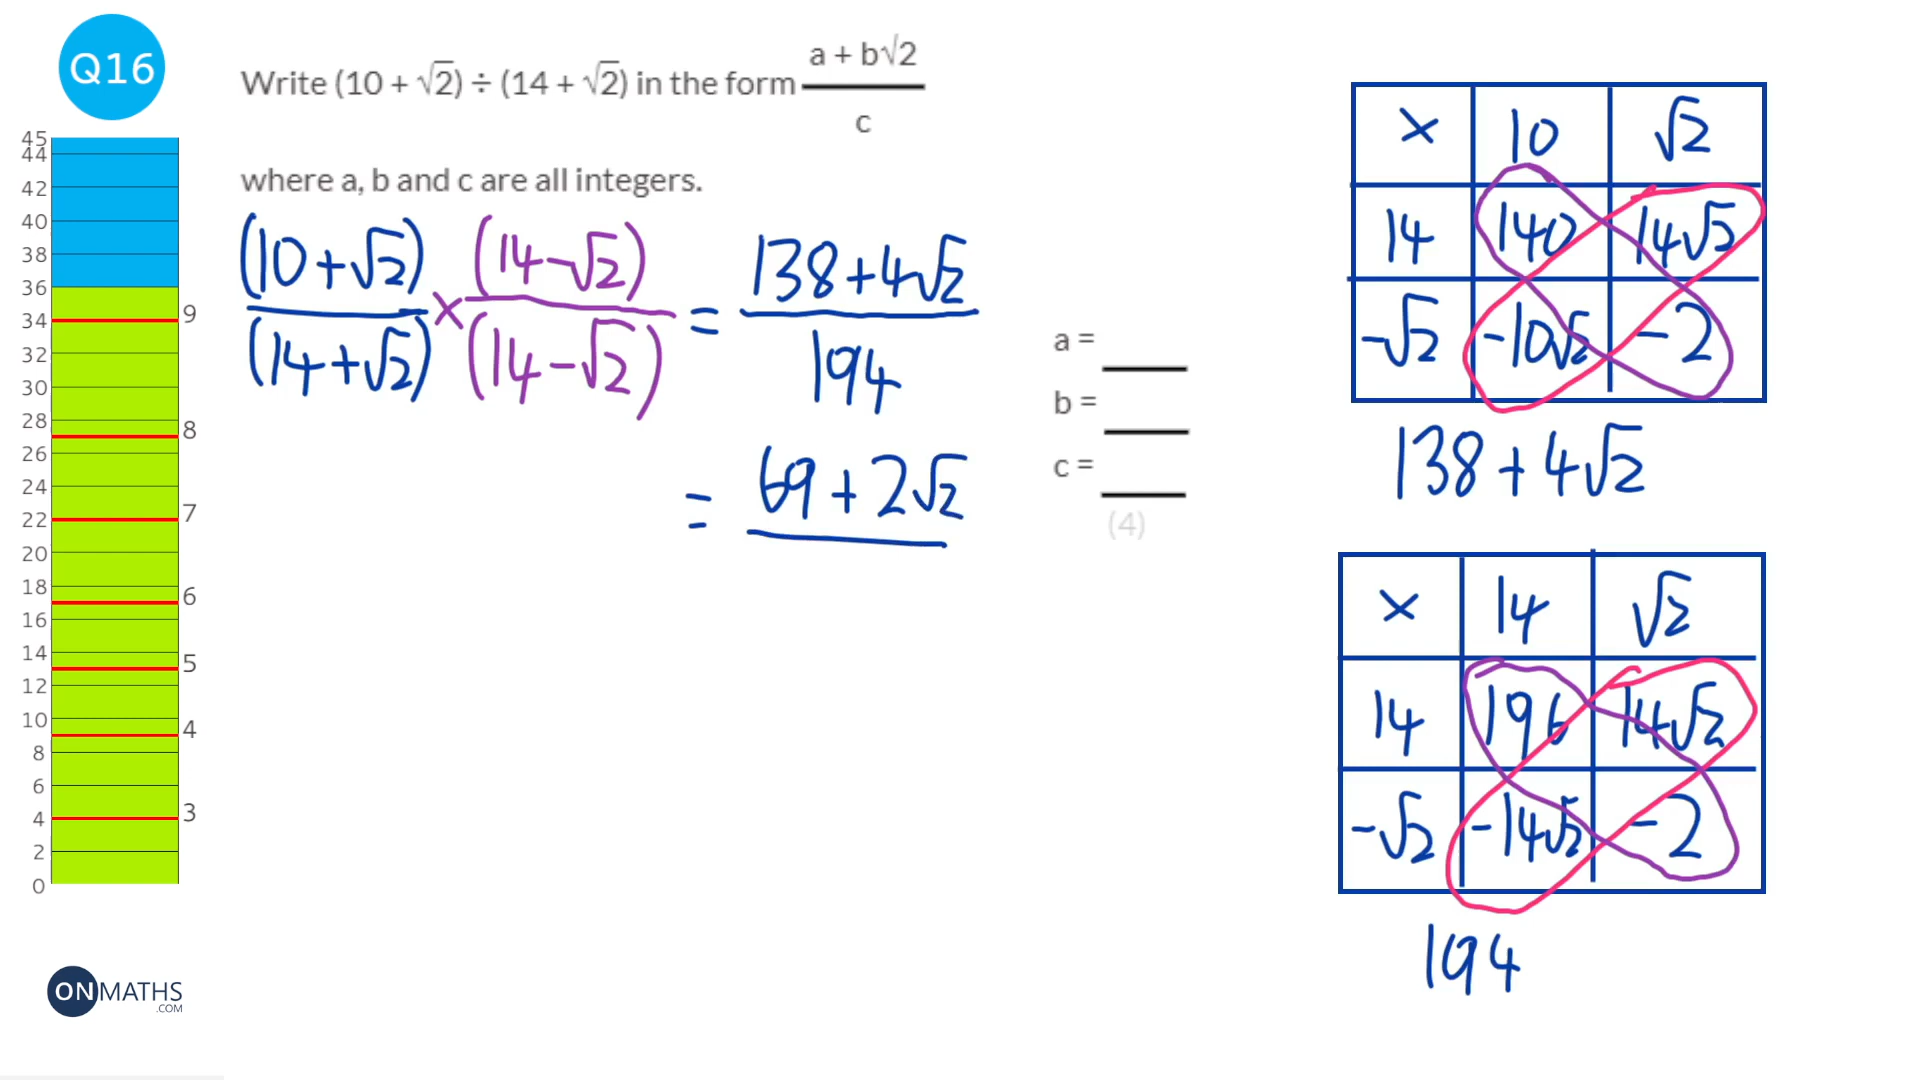 Q16
Write (10 + √2) ÷ (14 + √2) in the form a + b√2
c
where a, b and c are all integers.
(10+√2) (14-√2) 138+4√2
× =
(14+√2) (14-√2) 194
= 69+2√2
a =
b =
c =
(4)
× 10 √2
14 140 14√2
-√2 -10√2 -2
138+4√2
× 14 √2
14 196 14√2
-√2 -14√2 -2
194
45
44
42
40
38
36
34 9
32
30
28 8
26
24
22 7
20
18 6
16
14 5
12
10 4
8
6
4 3
2
0
ONMATHS
.COM